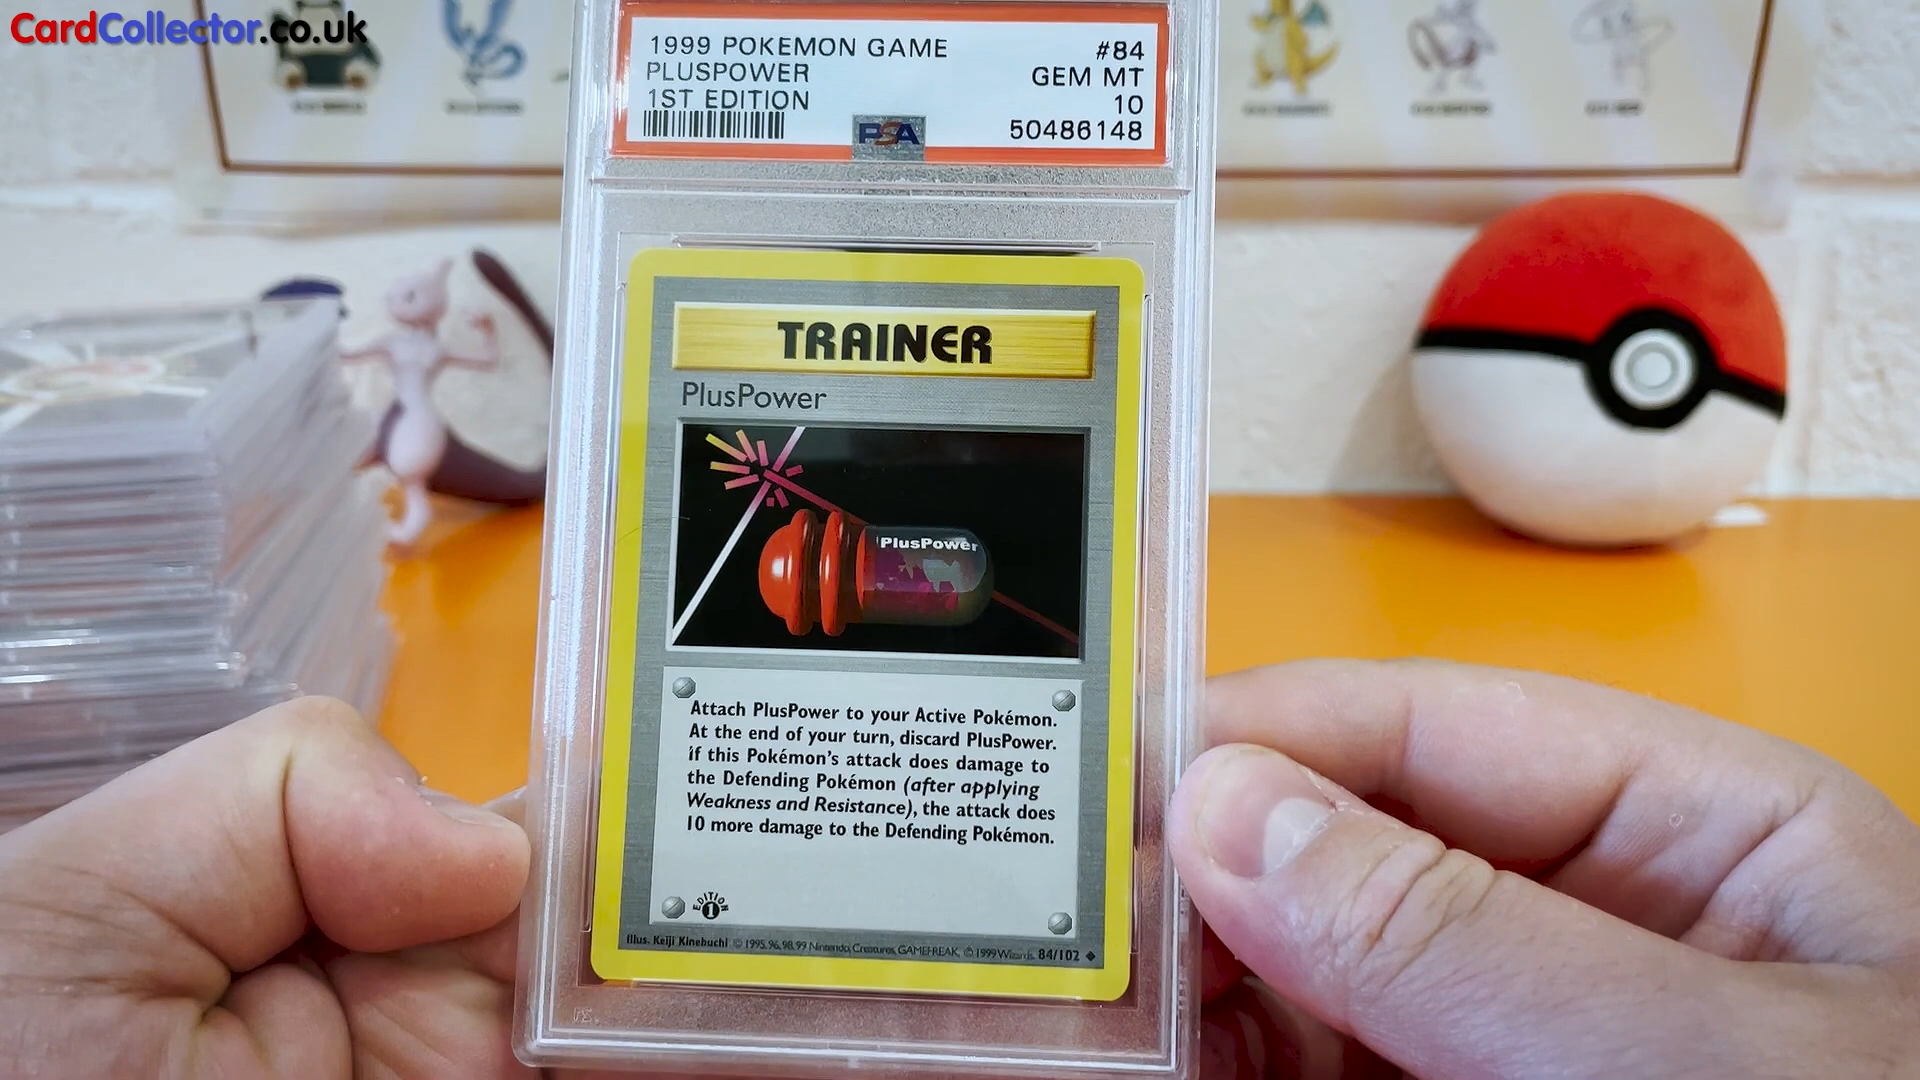 CardCollector.co.uk
1999 POKEMON GAME #84
PLUSPOWER GEM MT
1ST EDITION 10
PSA 50486148
TRAINER
PlusPower
PlusPower
Attach PlusPower to your Active Pokémon.
At the end of your turn, discard PlusPower.
If this Pokémon's attack does damage to
the Defending Pokémon (after applying
Weakness and Resistance), the attack does
10 more damage to the Defending Pokémon.
EDITION
1
Illus. Keiji Kinebuchi © 1995, 96, 98, 99 Nintendo, Creatures, GAMEFREAK. © 1999 Wizards. 84/102